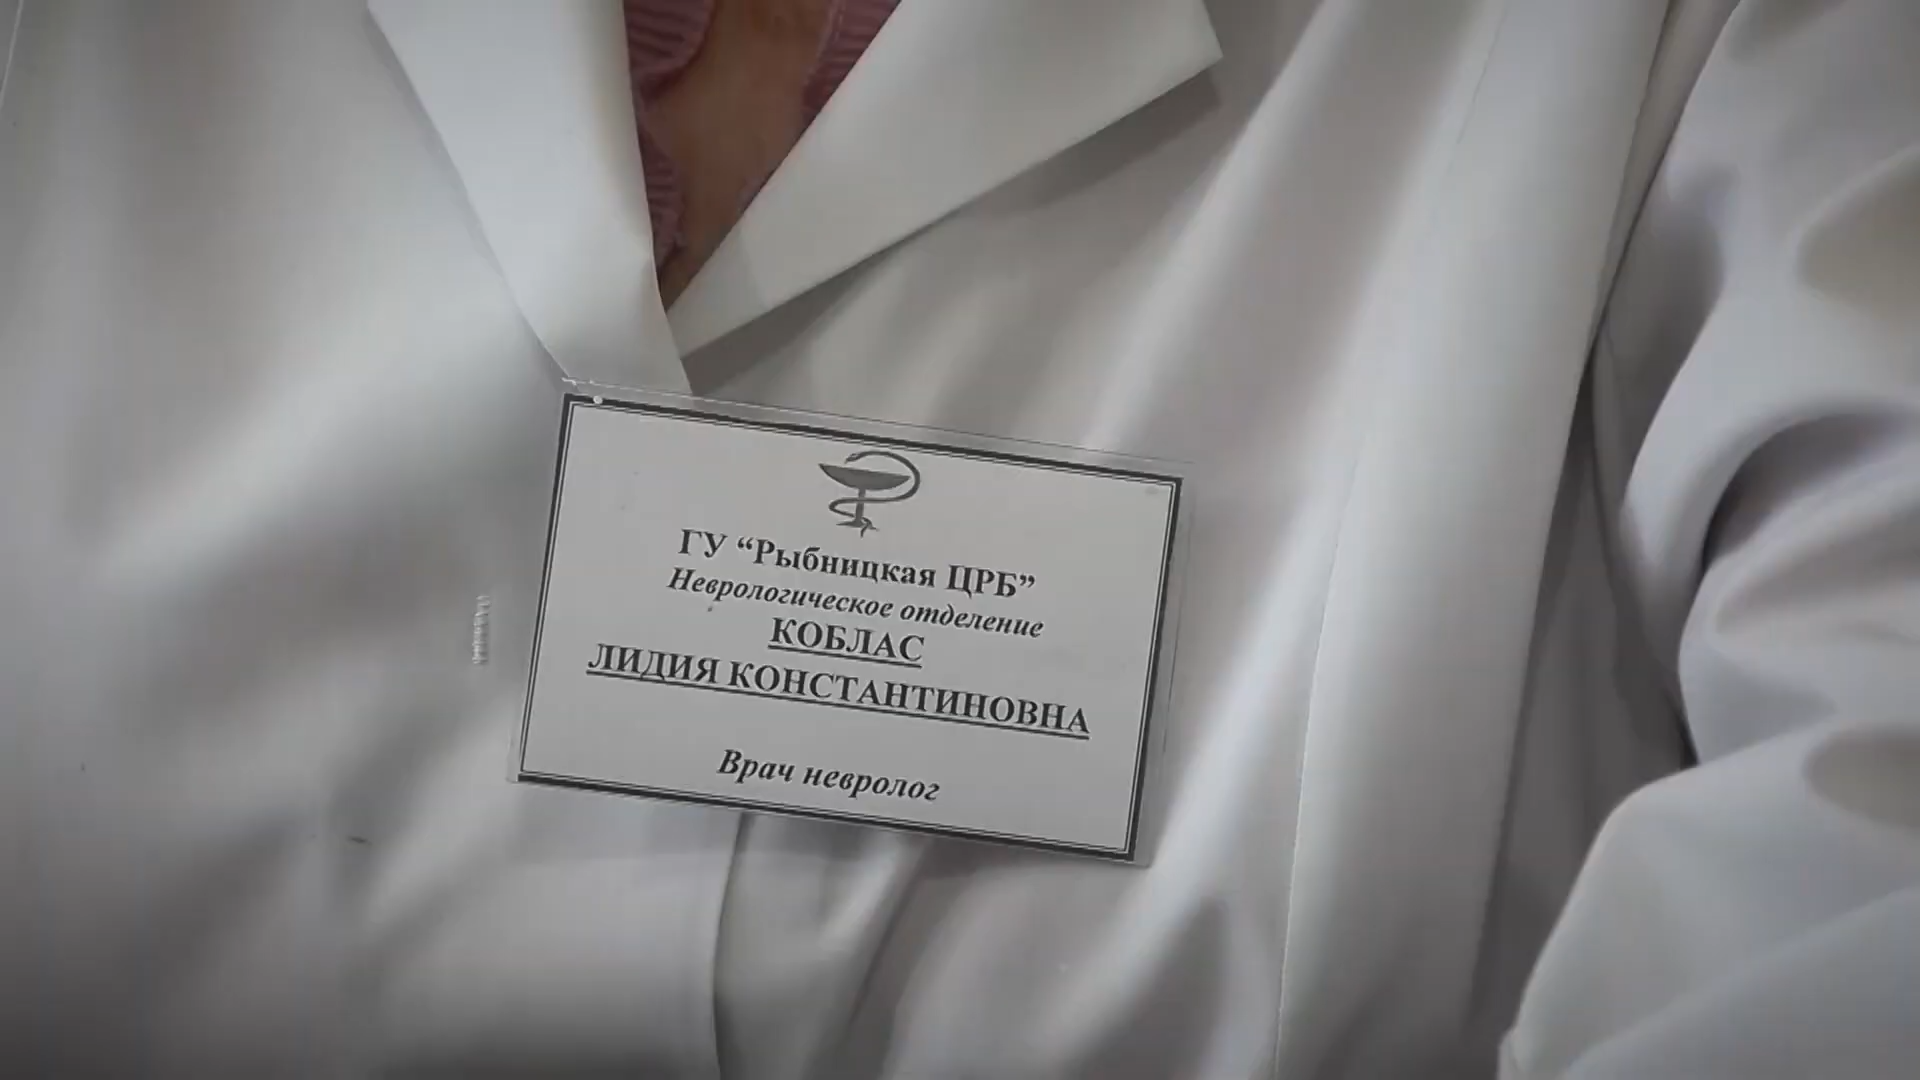 ГУ “Рыбницкая ЦРБ”
Неврологическое отделение
КОБЛАС
ЛИДИЯ КОНСТАНТИНОВНА
Врач невролог